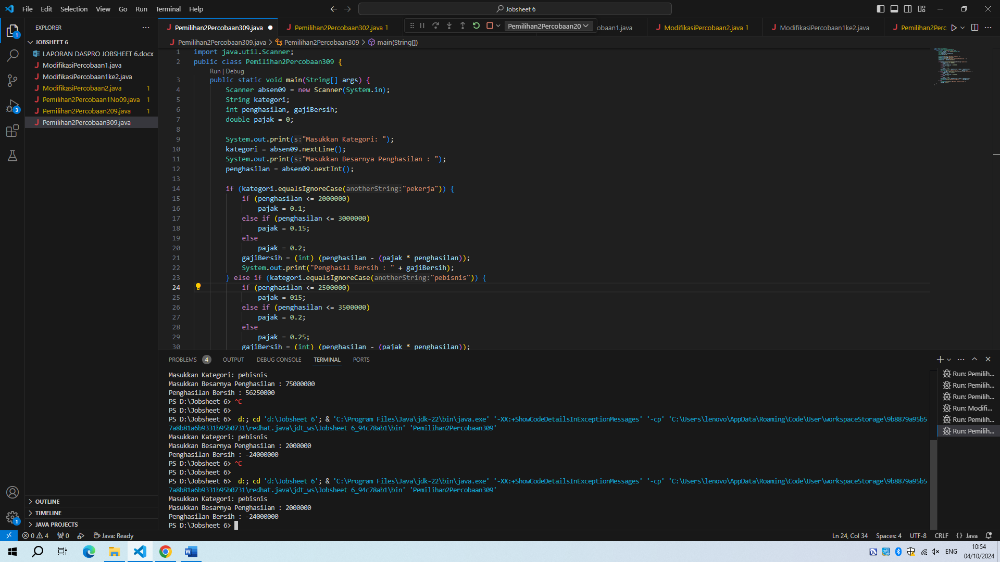 File Edit Selection View Go Run Terminal Help
Jobsheet 6
EXPLORER
JOBSHEET 6
LAPORAN DASPRO JOBSHEET 6.docx
ModifikasiPercobaan1.java
ModifikasiPercobaan1ke2.java
ModifikasiPercobaan2.java 1
Pemilihan2Percobaan1No09.java 1
Pemilihan2Percobaan209.java 1
Pemilihan2Percobaan309.java
OUTLINE
TIMELINE
JAVA PROJECTS
Pemilihan2Percobaan309.java
Pemilihan2Percobaan302.java 1
Pemilihan2Percobaan20
obaan1.java
ModifikasiPercobaan2.java 1
ModifikasiPercobaan1ke2.java
Pemilihan2Perc
Pemilihan2Percobaan309.java > Pemilihan2Percobaan309 > main(String[])
1 import java.util.Scanner;
2 public class Pemilihan2Percobaan309 {
Run | Debug
3 public static void main(String[] args) {
4 Scanner absen09 = new Scanner(System.in);
5 String kategori;
6 int penghasilan, gajiBersih;
7 double pajak = 0;
8
9 System.out.print(s:"Masukkan Kategori: ");
10 kategori = absen09.nextLine();
11 System.out.print(s:"Masukkan Besarnya Penghasilan : ");
12 penghasilan = absen09.nextInt();
13
14 if (kategori.equalsIgnoreCase(anotherString:"pekerja")) {
15 if (penghasilan <= 2000000)
16 pajak = 0.1;
17 else if (penghasilan <= 3000000)
18 pajak = 0.15;
19 else
20 pajak = 0.2;
21 gajiBersih = (int) (penghasilan - (pajak * penghasilan));
22 System.out.print("Penghasil Bersih : " + gajiBersih);
23 } else if (kategori.equalsIgnoreCase(anotherString:"pebisnis")) {
24 if (penghasilan <= 2500000)
25 pajak = 015;
26 else if (penghasilan <= 3500000)
27 pajak = 0.2;
28 else
29 pajak = 0.25;
30 gajiBersih = (int) (penghasilan - (pajak * penghasilan));
PROBLEMS 4 OUTPUT DEBUG CONSOLE TERMINAL PORTS
Masukkan Kategori: pebisnis
Masukkan Besarnya Penghasilan : 75000000
Penghasilan Bersih : 56250000
PS D:\Jobsheet 6> ^C
PS D:\Jobsheet 6>
PS D:\Jobsheet 6> d:; cd 'd:\Jobsheet 6'; & 'C:\Program Files\Java\jdk-22\bin\java.exe' '-XX:+ShowCodeDetailsInExceptionMessages' '-cp' 'C:\Users\lenovo\AppData\Roaming\Code\User\workspaceStorage\9b8879a95b5
7a8b81a6b9331b95b0731\redhat.java\jdt_ws\Jobsheet 6_94c78ab1\bin' 'Pemilihan2Percobaan309'
Masukkan Kategori: pebisnis
Masukkan Besarnya Penghasilan : 2000000
Penghasilan Bersih : -24000000
PS D:\Jobsheet 6> ^C
PS D:\Jobsheet 6>
PS D:\Jobsheet 6> d:; cd 'd:\Jobsheet 6'; & 'C:\Program Files\Java\jdk-22\bin\java.exe' '-XX:+ShowCodeDetailsInExceptionMessages' '-cp' 'C:\Users\lenovo\AppData\Roaming\Code\User\workspaceStorage\9b8879a95b5
7a8b81a6b9331b95b0731\redhat.java\jdt_ws\Jobsheet 6_94c78ab1\bin' 'Pemilihan2Percobaan309'
Masukkan Kategori: pebisnis
Masukkan Besarnya Penghasilan : 2000000
Penghasilan Bersih : -24000000
PS D:\Jobsheet 6>
Run: Pemilih...
Run: Pemilih...
Run: Pemilih...
Run: Modifi...
Run: Pemilih...
Run: Pemilih...
0 4 0 Java: Ready
Ln 24, Col 34 Spaces: 4 UTF-8 CRLF {} Java
ENG
10:54
04/10/2024